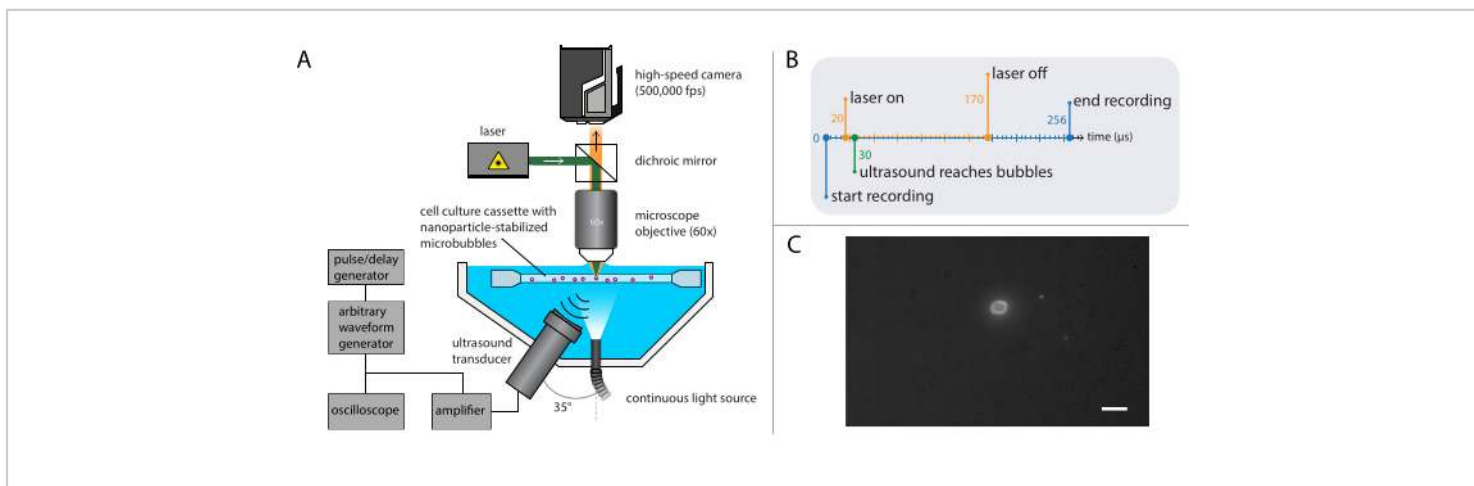 A
high-speed camera
(500,000 fps)
laser
dichroic mirror
60x
cell culture cassette with
nanoparticle-stabilized
microbubbles
microscope
objective (60x)
pulse/delay
generator
arbitrary
waveform
generator
ultrasound
transducer
oscilloscope
amplifier
35°
continuous light source
B
laser off
laser on
170
end recording
20
256
0
time (μs)
30
ultrasound reaches bubbles
start recording
C